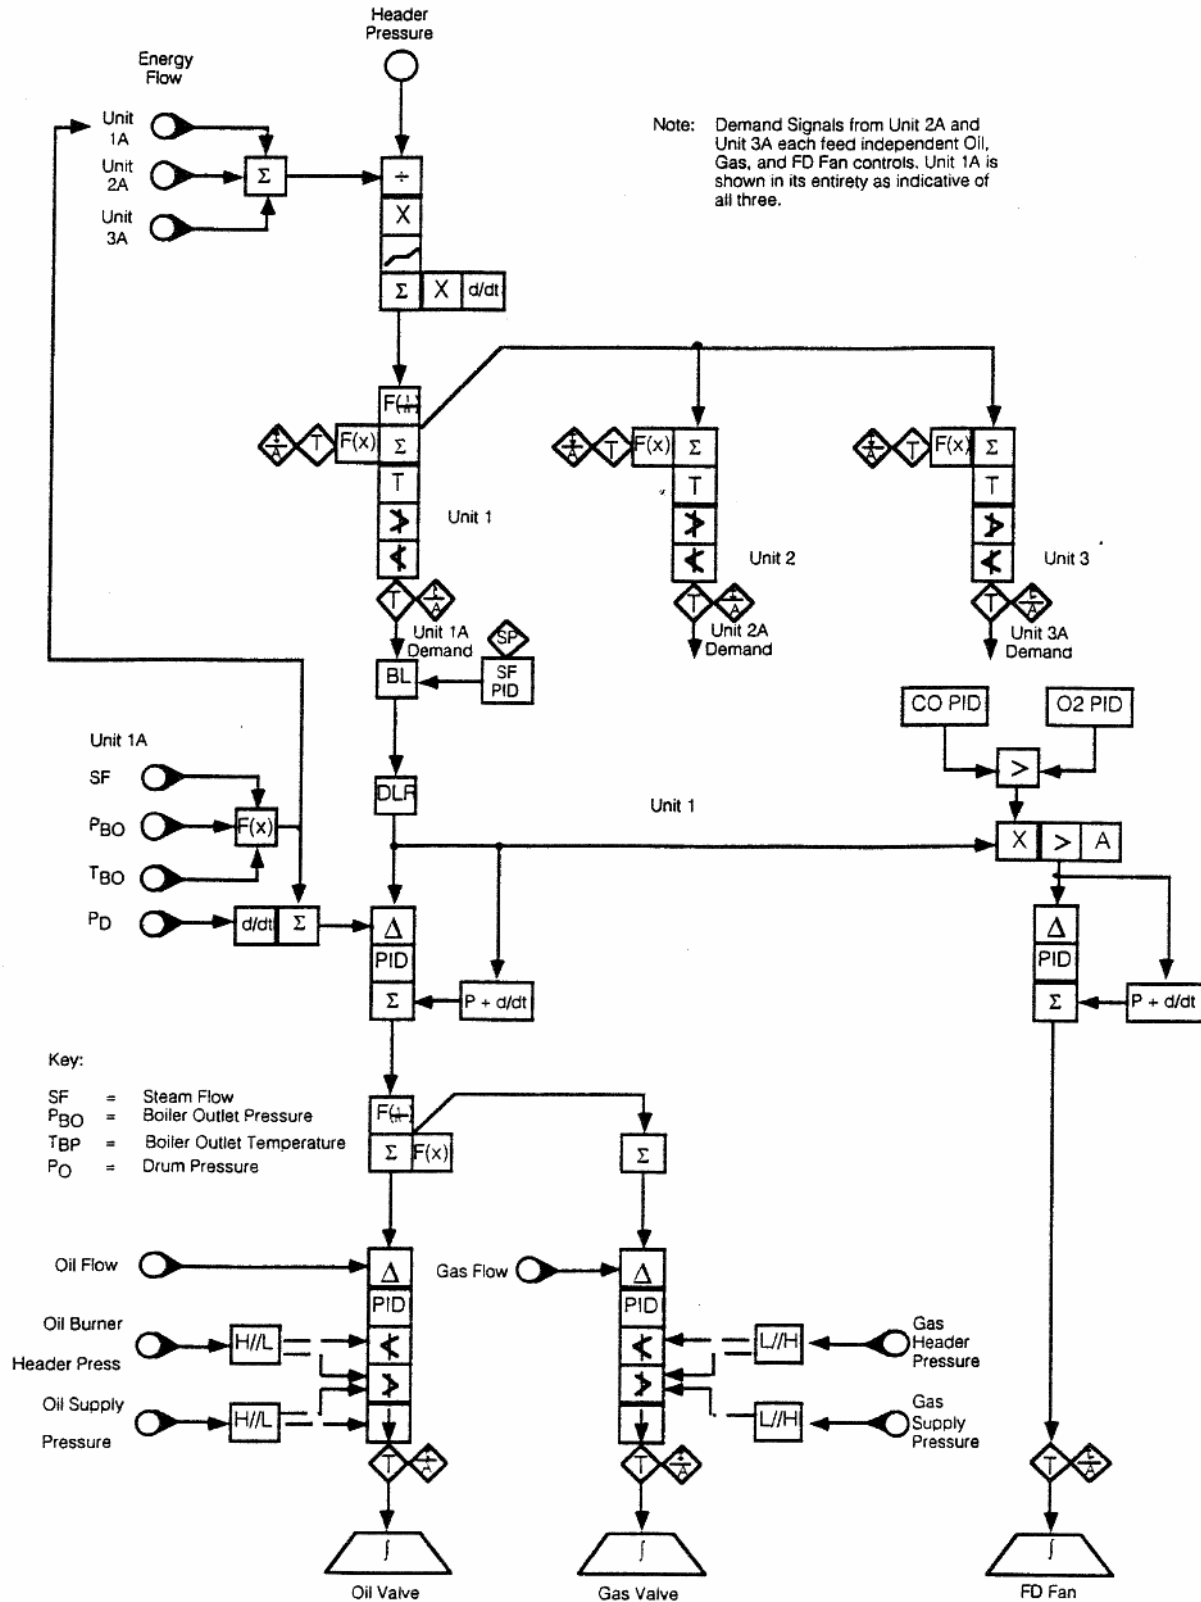 Header
Pressure
Energy
Flow
Unit
1A
Unit
2A
Unit
3A
Σ
÷
X
Σ X d/dt
Note: Demand Signals from Unit 2A and
Unit 3A each feed independent Oil,
Gas, and FD Fan controls. Unit 1A is
shown in its entirety as indicative of
all three.
A T F(x) Σ
A T F(x) Σ
A T F(x) Σ
T
T
T
Unit 1
Unit 2
Unit 3
T A
T A
T A
Unit 1A
Demand
Unit 2A
Demand
Unit 3A
Demand
SP
BL
SF
PID
CO PID
O2 PID
>
Unit 1A
SF
PBO
TBO
PD
F(x)
d/dt Σ
DLR
Unit 1
X > A
Δ
PID
Σ
P + d/dt
Δ
PID
Σ
P + d/dt
Key:
SF = Steam Flow
PBO = Boiler Outlet Pressure
TBP = Boiler Outlet Temperature
PO = Drum Pressure
Σ F(x)
Σ
Oil Flow
Δ
PID
Gas Flow
Δ
PID
Oil Burner
Header Press
H//L
Oil Supply
Pressure
H//L
L//H
Gas
Header
Pressure
L//H
Gas
Supply
Pressure
T A
T A
T A
∫
∫
∫
Oil Valve
Gas Valve
FD Fan